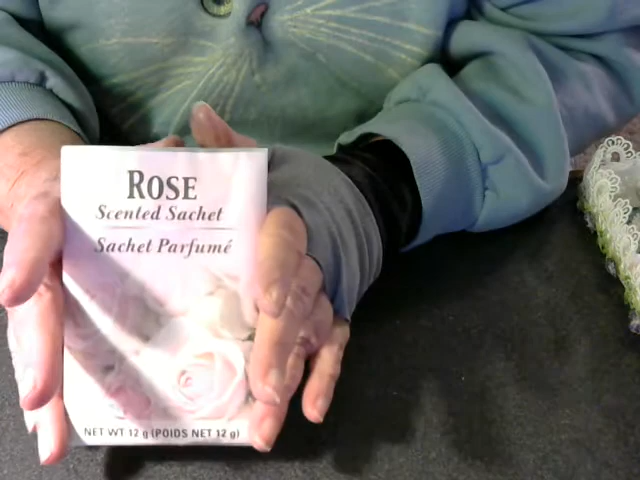 ROSE
Scented Sachet
Sachet Parfumé
NET WT 12 g (POIDS NET 12 g)